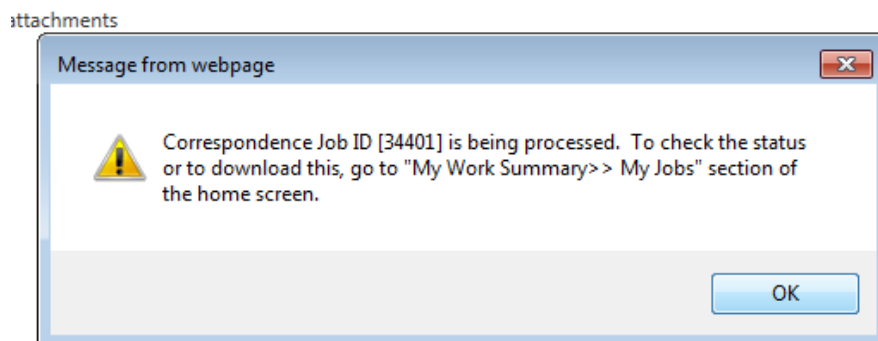 attachments
Message from webpage
Correspondence Job ID [34401] is being processed.  To check the status
or to download this, go to "My Work Summary>> My Jobs" section of
the home screen.
OK